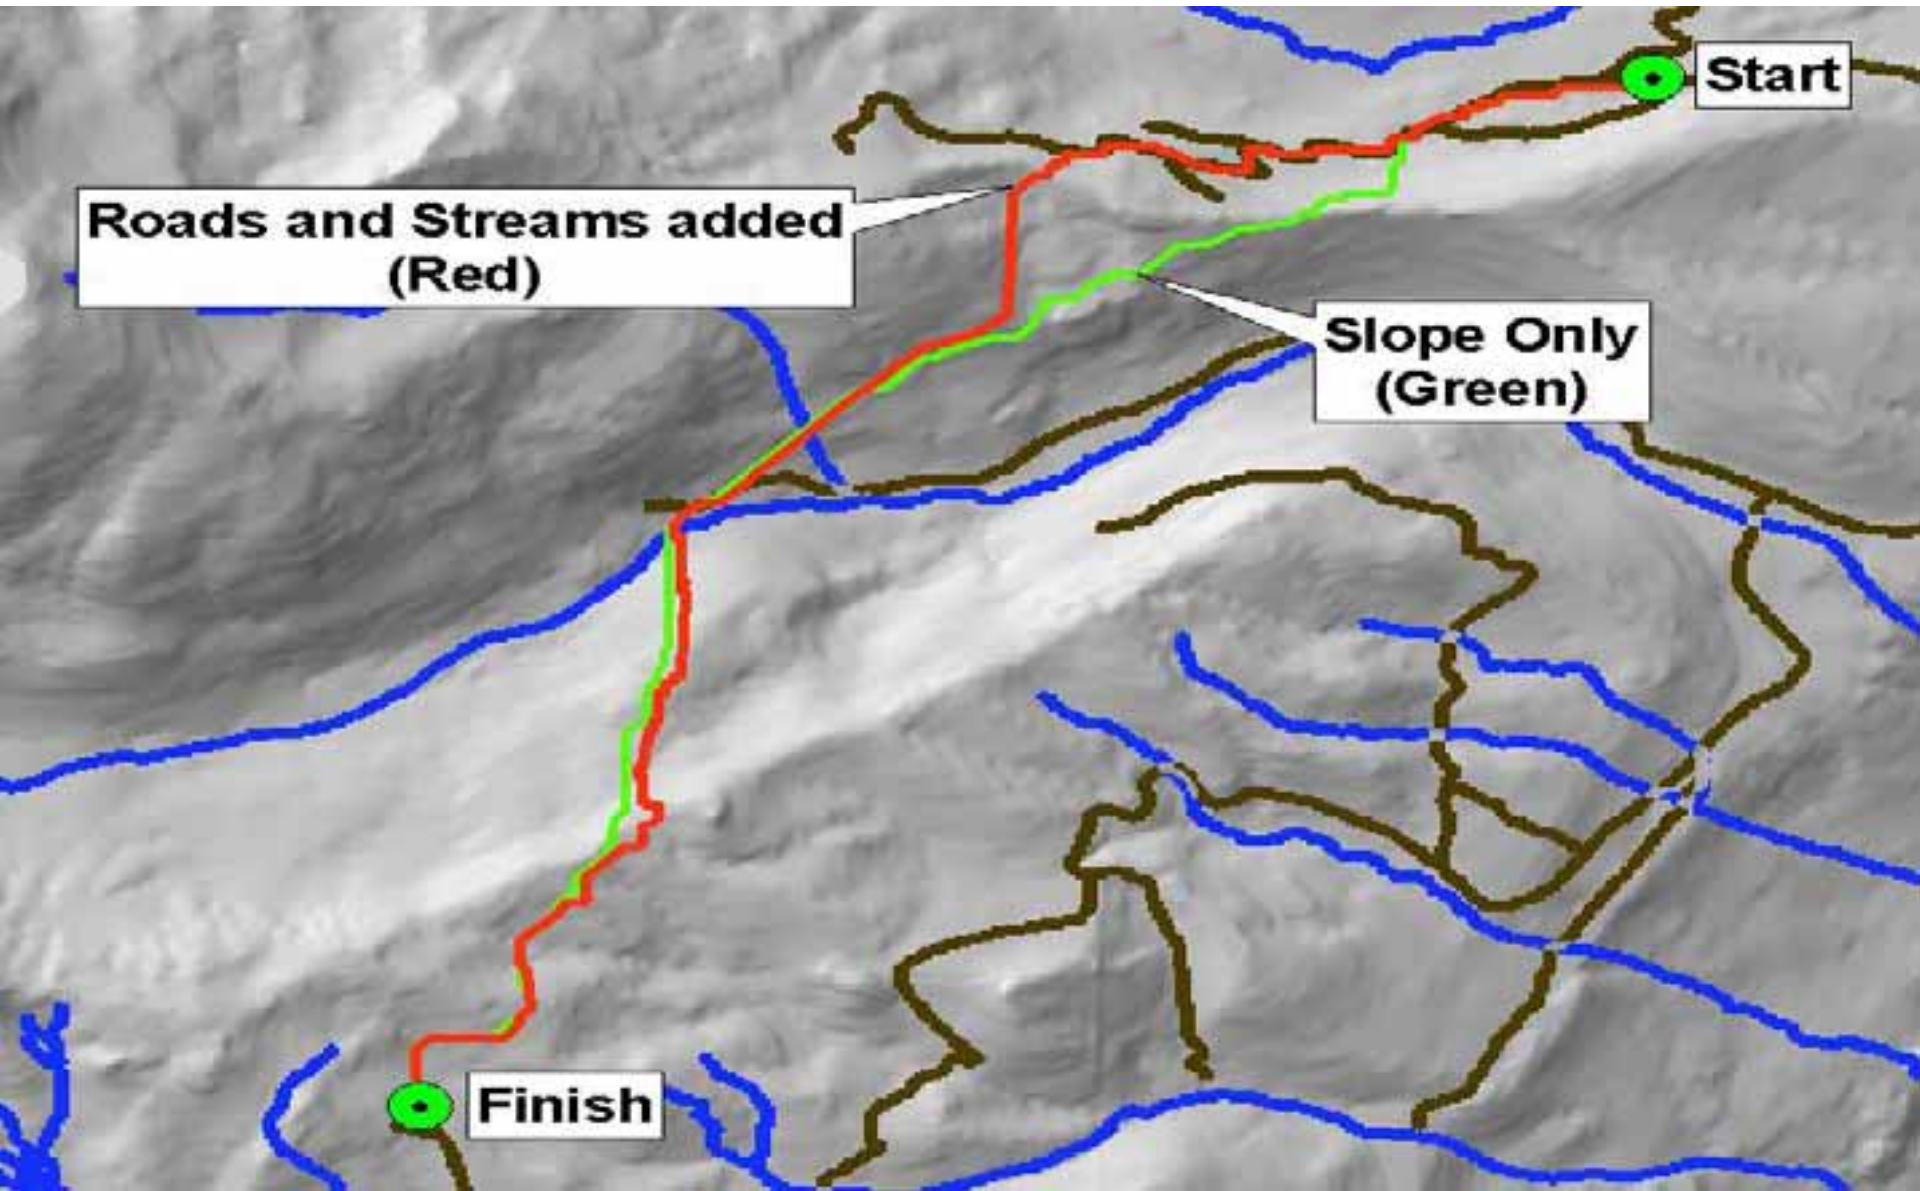 Start
Roads and Streams added
(Red)
Slope Only
(Green)
Finish